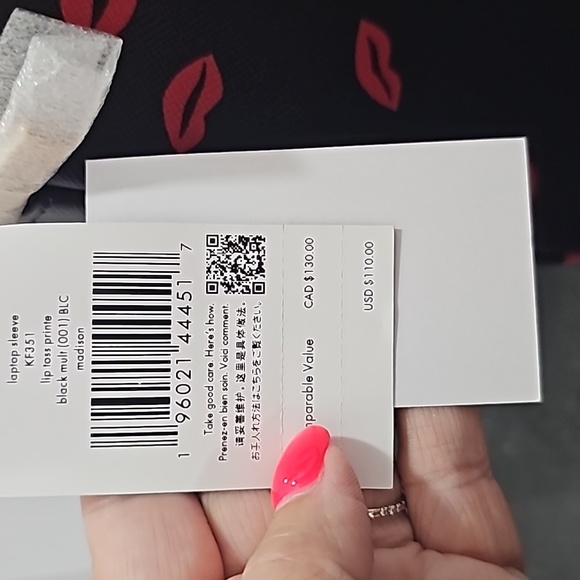 laptop sleeve
KF351
lip toss printe
black mult (001) BLC
madison
1 96021 44451 7
Take good care. Here's how.
Prenez-en bien soin. Voici comment.
请妥善维护，这里是具体做法。
お手入れ方法はこちらをご覧ください。
mparable Value CAD $130.00
USD $110.00